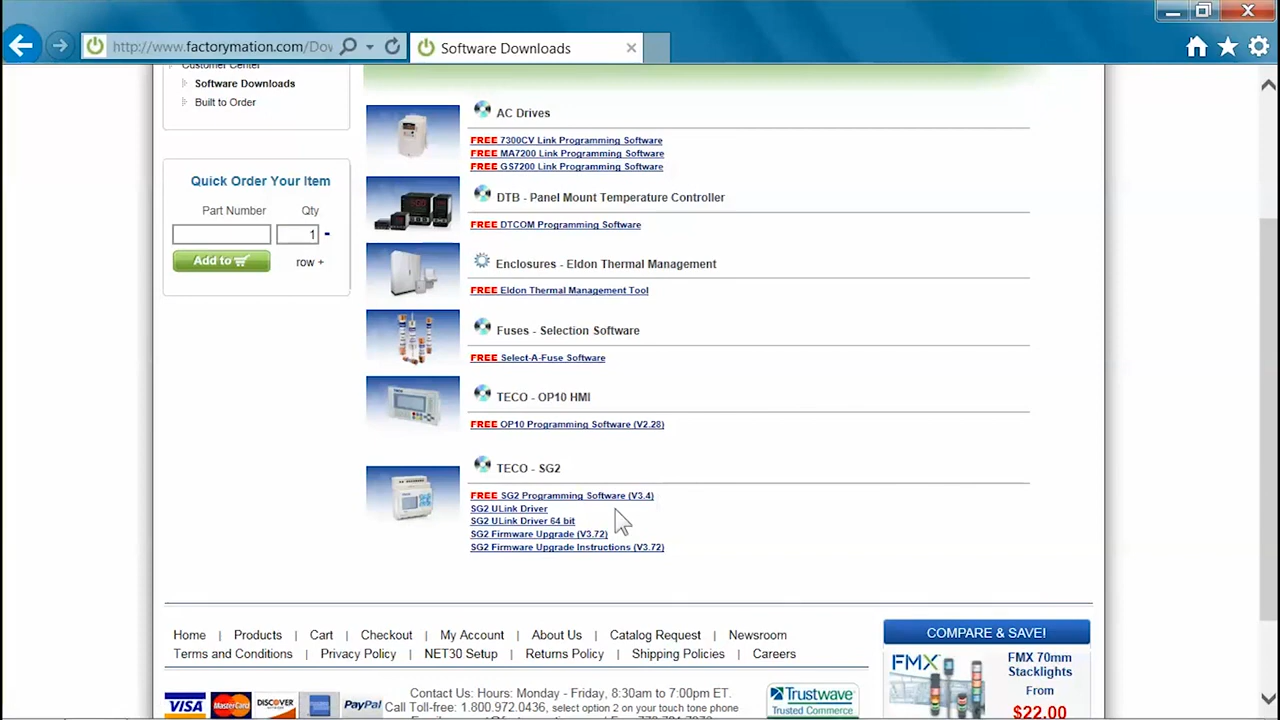 http://www.factorymation.com/Dov
Software Downloads
Customer Center
Software Downloads
Built to Order
Quick Order Your Item
Part Number Qty
1 -
Add to row +
AC Drives
FREE 7300CV Link Programming Software
FREE MA7200 Link Programming Software
FREE GS7200 Link Programming Software
DTB - Panel Mount Temperature Controller
FREE DTCOM Programming Software
Enclosures - Eldon Thermal Management
FREE Eldon Thermal Management Tool
Fuses - Selection Software
FREE Select-A-Fuse Software
TECO - OP10 HMI
FREE OP10 Programming Software (V2.28)
TECO - SG2
FREE SG2 Programming Software (V3.4)
SG2 ULink Driver
SG2 ULink Driver 64 bit
SG2 Firmware Upgrade (V3.72)
SG2 Firmware Upgrade Instructions (V3.72)
Home | Products | Cart | Checkout | My Account | About Us | Catalog Request | Newsroom
Terms and Conditions | Privacy Policy | NET30 Setup | Returns Policy | Shipping Policies | Careers
VISA MasterCard DISCOVER PayPal
Contact Us: Hours: Monday - Friday, 8:30am to 7:00pm ET.
Call Toll-free: 1.800.972.0436, select option 2 on your touch tone phone
Trustwave
Trusted Commerce
COMPARE & SAVE!
FMX
FMX 70mm
Stacklights
From
$22.00